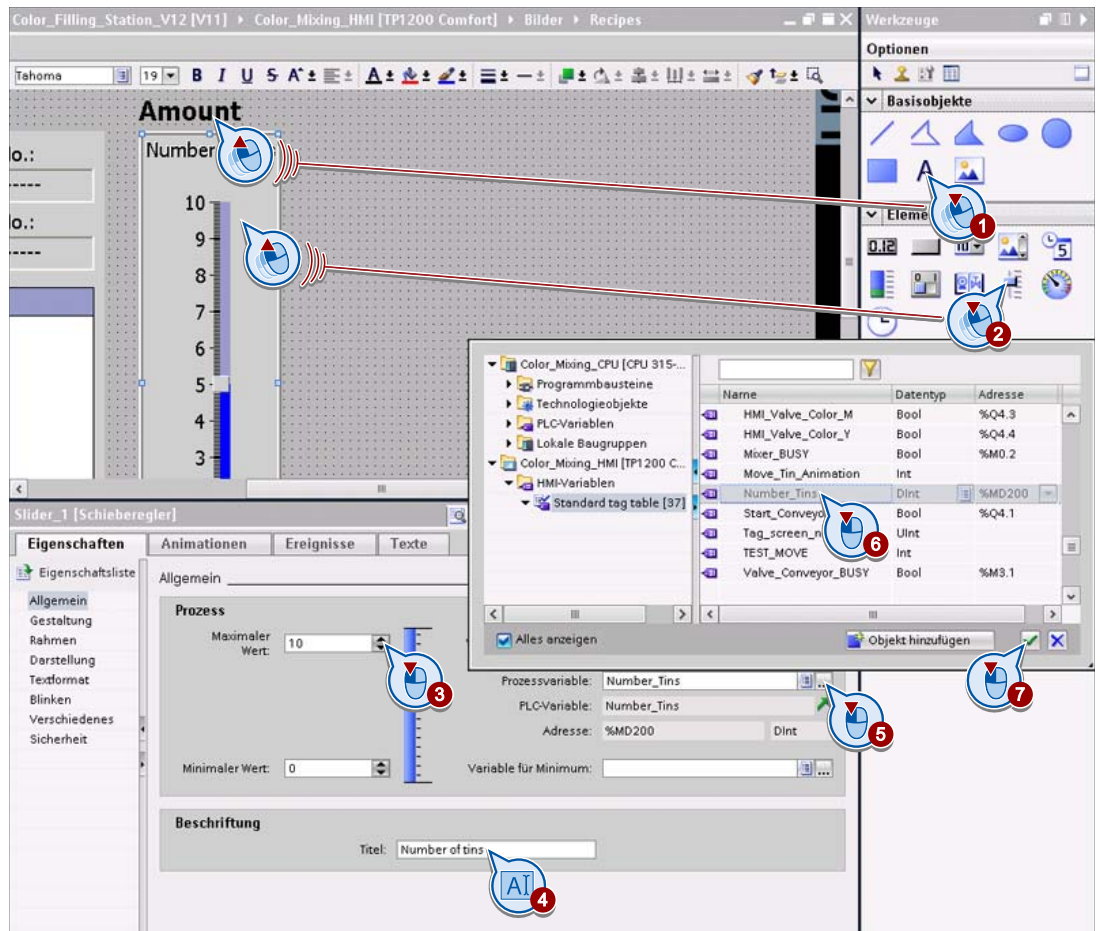 Color_Filling_Station_V12 [V11] ▸ Color_Mixing_HMI [TP1200 Comfort] ▸ Bilder ▸ Recipes
Werkzeuge
Optionen
Tahoma 19 B I U S A A
Basisobjekte
A
Amount
o.:
Number
-----
o.:
-----
10
9
8
7
6
5
4
3
1
Elem
0.12
10
5
2
Color_Mixing_CPU [CPU 315-...
Programmbausteine
Technologieobjekte
PLC-Variablen
Lokale Baugruppen
Color_Mixing_HMI [TP1200 C...
HMI-Variablen
Standard tag table [37]
Name Datentyp Adresse
HMI_Valve_Color_M Bool %Q4.3
HMI_Valve_Color_Y Bool %Q4.4
Mixer_BUSY Bool %M0.2
Move_Tin_Animation Int
Number_Tins DInt %MD200
Start_Conveyo Bool %Q4.1
Tag_screen_n UInt
TEST_MOVE Int
Valve_Conveyor_BUSY Bool %M3.1
6
Alles anzeigen
Objekt hinzufügen
7
Slider_1 [Schieberegler]
Eigenschaften Animationen Ereignisse Texte
Eigenschaftsliste
Allgemein
Gestaltung
Rahmen
Darstellung
Textformat
Blinken
Verschiedenes
Sicherheit
Allgemein
Prozess
Maximaler Wert: 10
3
Prozessvariable: Number_Tins
5
PLC-Variable: Number_Tins
Adresse: %MD200 DInt
Minimaler Wert: 0
Variable für Minimum:
Beschriftung
Titel: Number of tins
AI
4